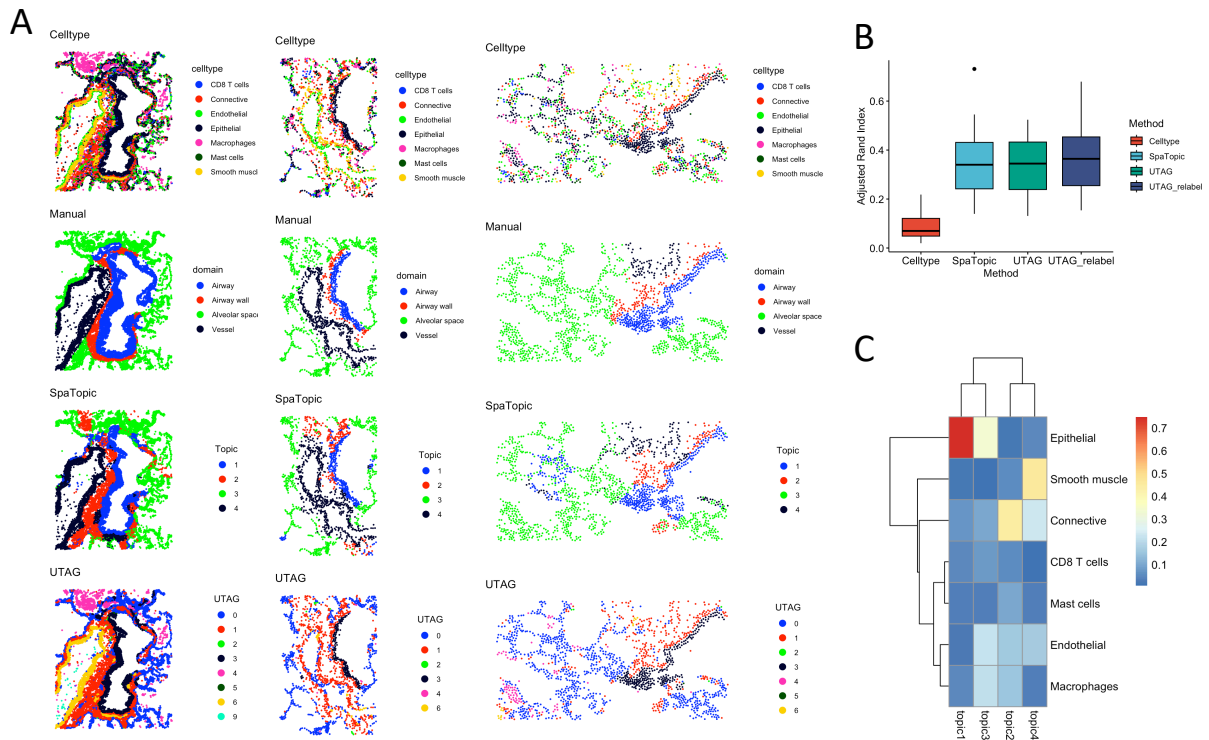 A
Celltype
celltype
CD8 T cells
Connective
Endothelial
Epithelial
Macrophages
Mast cells
Smooth muscle
Celltype
celltype
CD8 T cells
Connective
Endothelial
Epithelial
Macrophages
Mast cells
Smooth muscle
Celltype
celltype
CD8 T cells
Connective
Endothelial
Epithelial
Macrophages
Mast cells
Smooth muscle
Manual
domain
Airway
Airway wall
Alveolar space
Vessel
Manual
domain
Airway
Airway wall
Alveolar space
Vessel
Manual
domain
Airway
Airway wall
Alveolar space
Vessel
SpaTopic
Topic
1
2
3
4
SpaTopic
Topic
1
2
3
4
SpaTopic
Topic
1
2
3
4
UTAG
UTAG
0
1
2
3
4
5
6
9
UTAG
UTAG
0
1
2
3
4
6
UTAG
UTAG
0
1
2
3
4
5
6
B
Adjusted Rand Index
0.6
0.4
0.2
0.0
Celltype SpaTopic UTAG UTAG_relabel
Method
Method
Celltype
SpaTopic
UTAG
UTAG_relabel
C
Epithelial
Smooth muscle
Connective
CD8 T cells
Mast cells
Endothelial
Macrophages
topic1
topic3
topic2
topic4
0.7
0.6
0.5
0.4
0.3
0.2
0.1